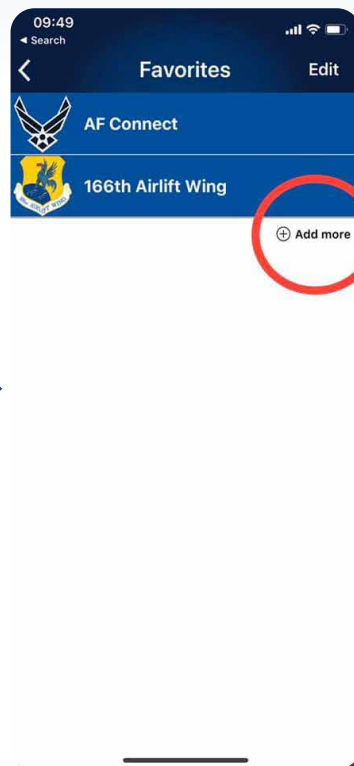 09:49
◄ Search
Favorites
Edit
AF Connect
166th Airlift Wing
Add more